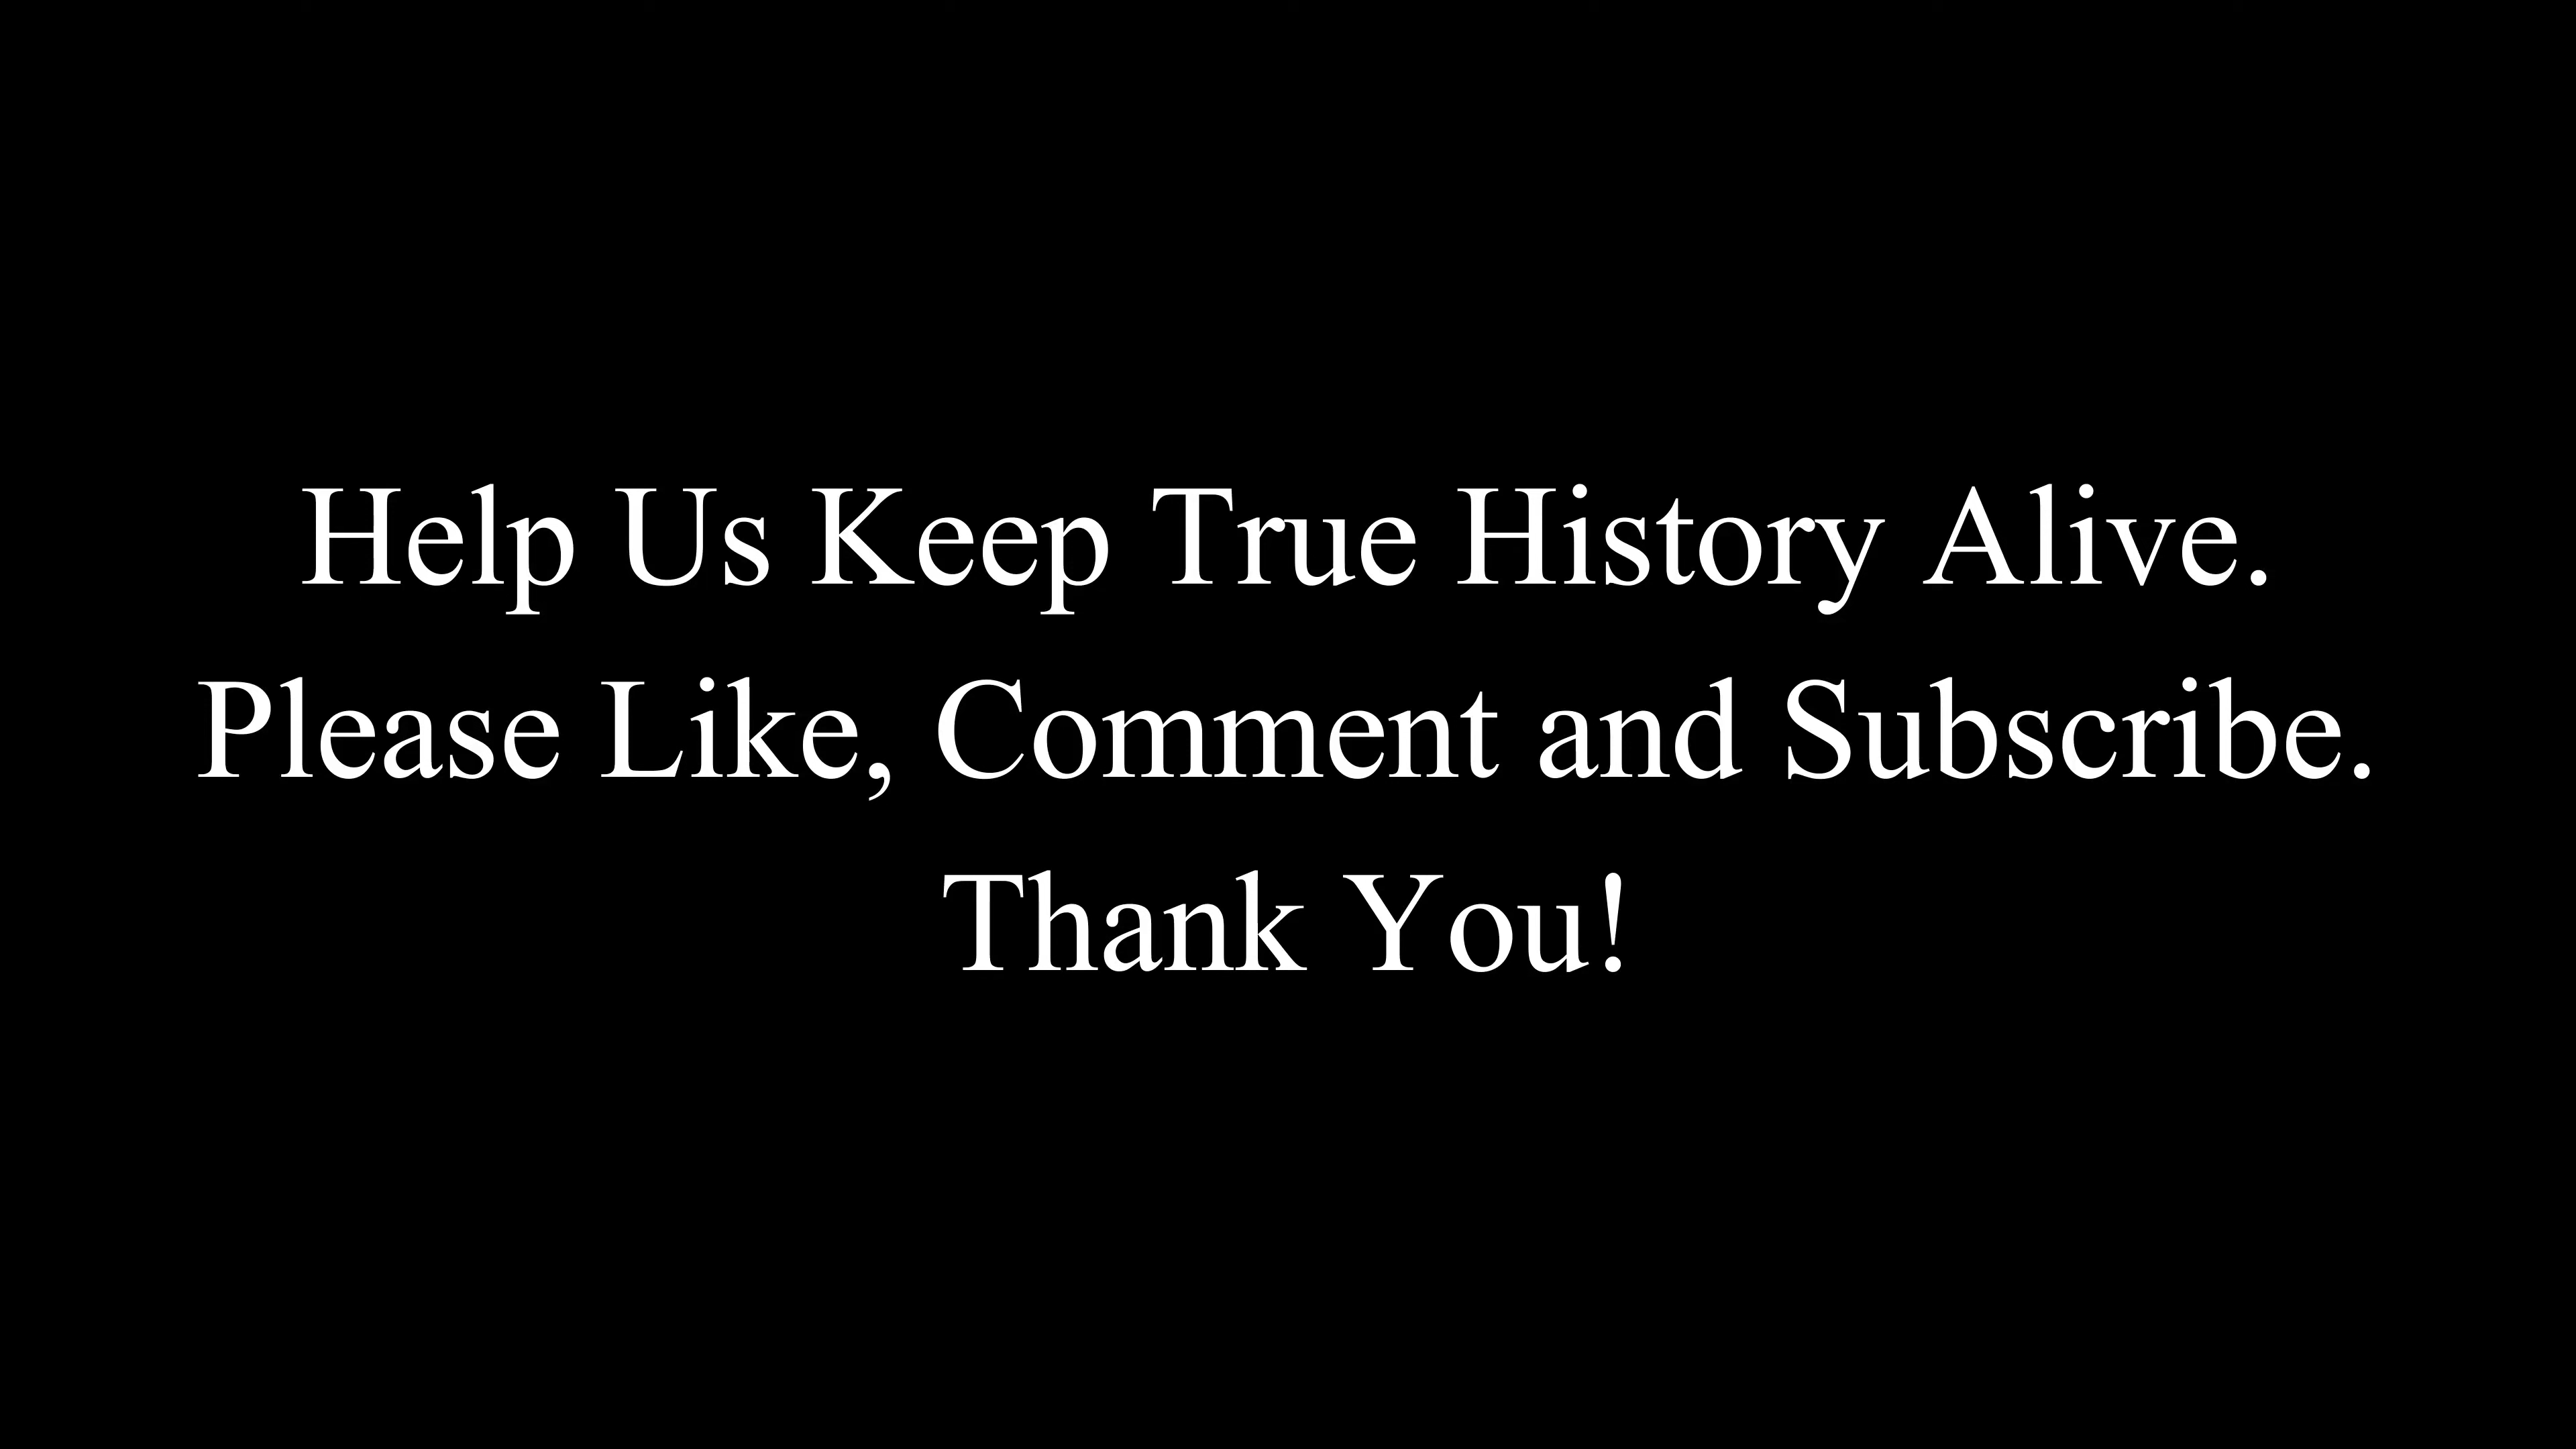 Help Us Keep True History Alive.
Please Like, Comment and Subscribe.
Thank You!